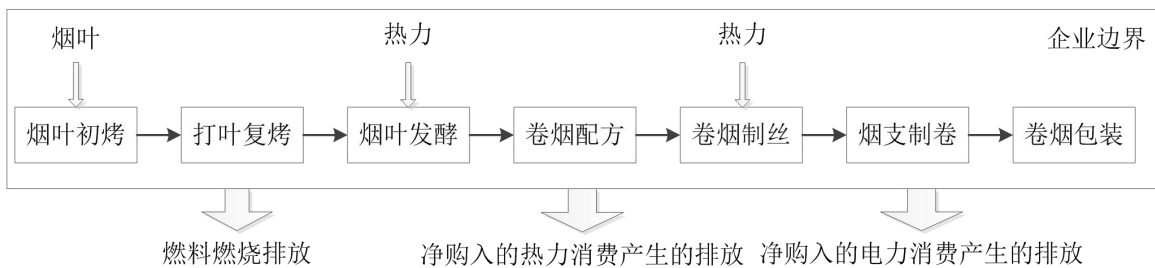 烟叶
热力
热力
企业边界
烟叶初烤
打叶复烤
烟叶发酵
卷烟配方
卷烟制丝
烟支制卷
卷烟包装
燃料燃烧排放
净购入的热力消费产生的排放
净购入的电力消费产生的排放